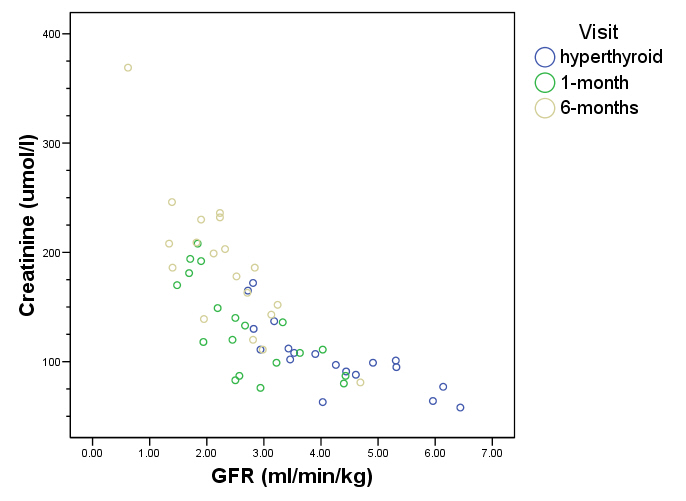 Visit
hyperthyroid
1-month
6-months
Creatinine (umol/l)
400
300
200
100
0.00 1.00 2.00 3.00 4.00 5.00 6.00 7.00
GFR (ml/min/kg)